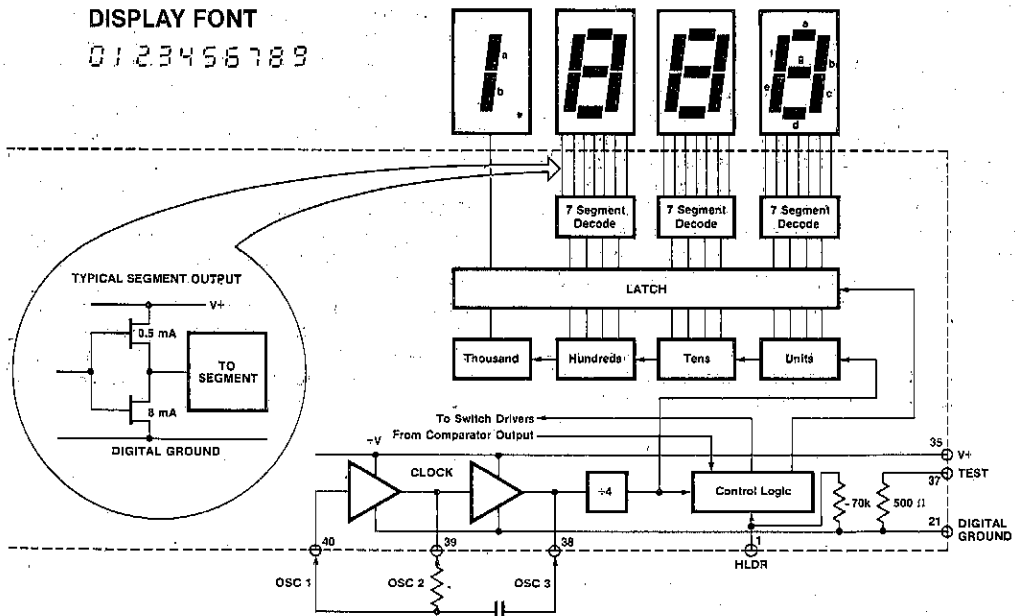 DISPLAY FONT
0123456789
a
b
a
f
g
b
e
c
d
7 Segment Decode
7 Segment Decode
7 Segment Decode
TYPICAL SEGMENT OUTPUT
V+
0.5 mA
TO SEGMENT
8 mA
DIGITAL GROUND
LATCH
Thousand
Hundreds
Tens
Units
To Switch Drivers
From Comparator Output
+V
CLOCK
÷4
Control Logic
~70k
500 Ω
35
V+
TEST
37
21
DIGITAL GROUND
40
39
38
1
OSC 1
OSC 2
OSC 3
HLDR